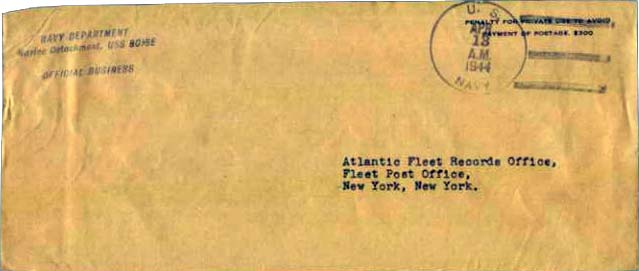 NAVY DEPARTMENT
Marine Detachment, USS BOISE
OFFICIAL BUSINESS
U. S.
APR
13
A.M.
1944
NAVY
PENALTY FOR PRIVATE USE TO AVOID
PAYMENT OF POSTAGE, $300
Atlantic Fleet Records Office,
Fleet Post Office,
New York, New York.